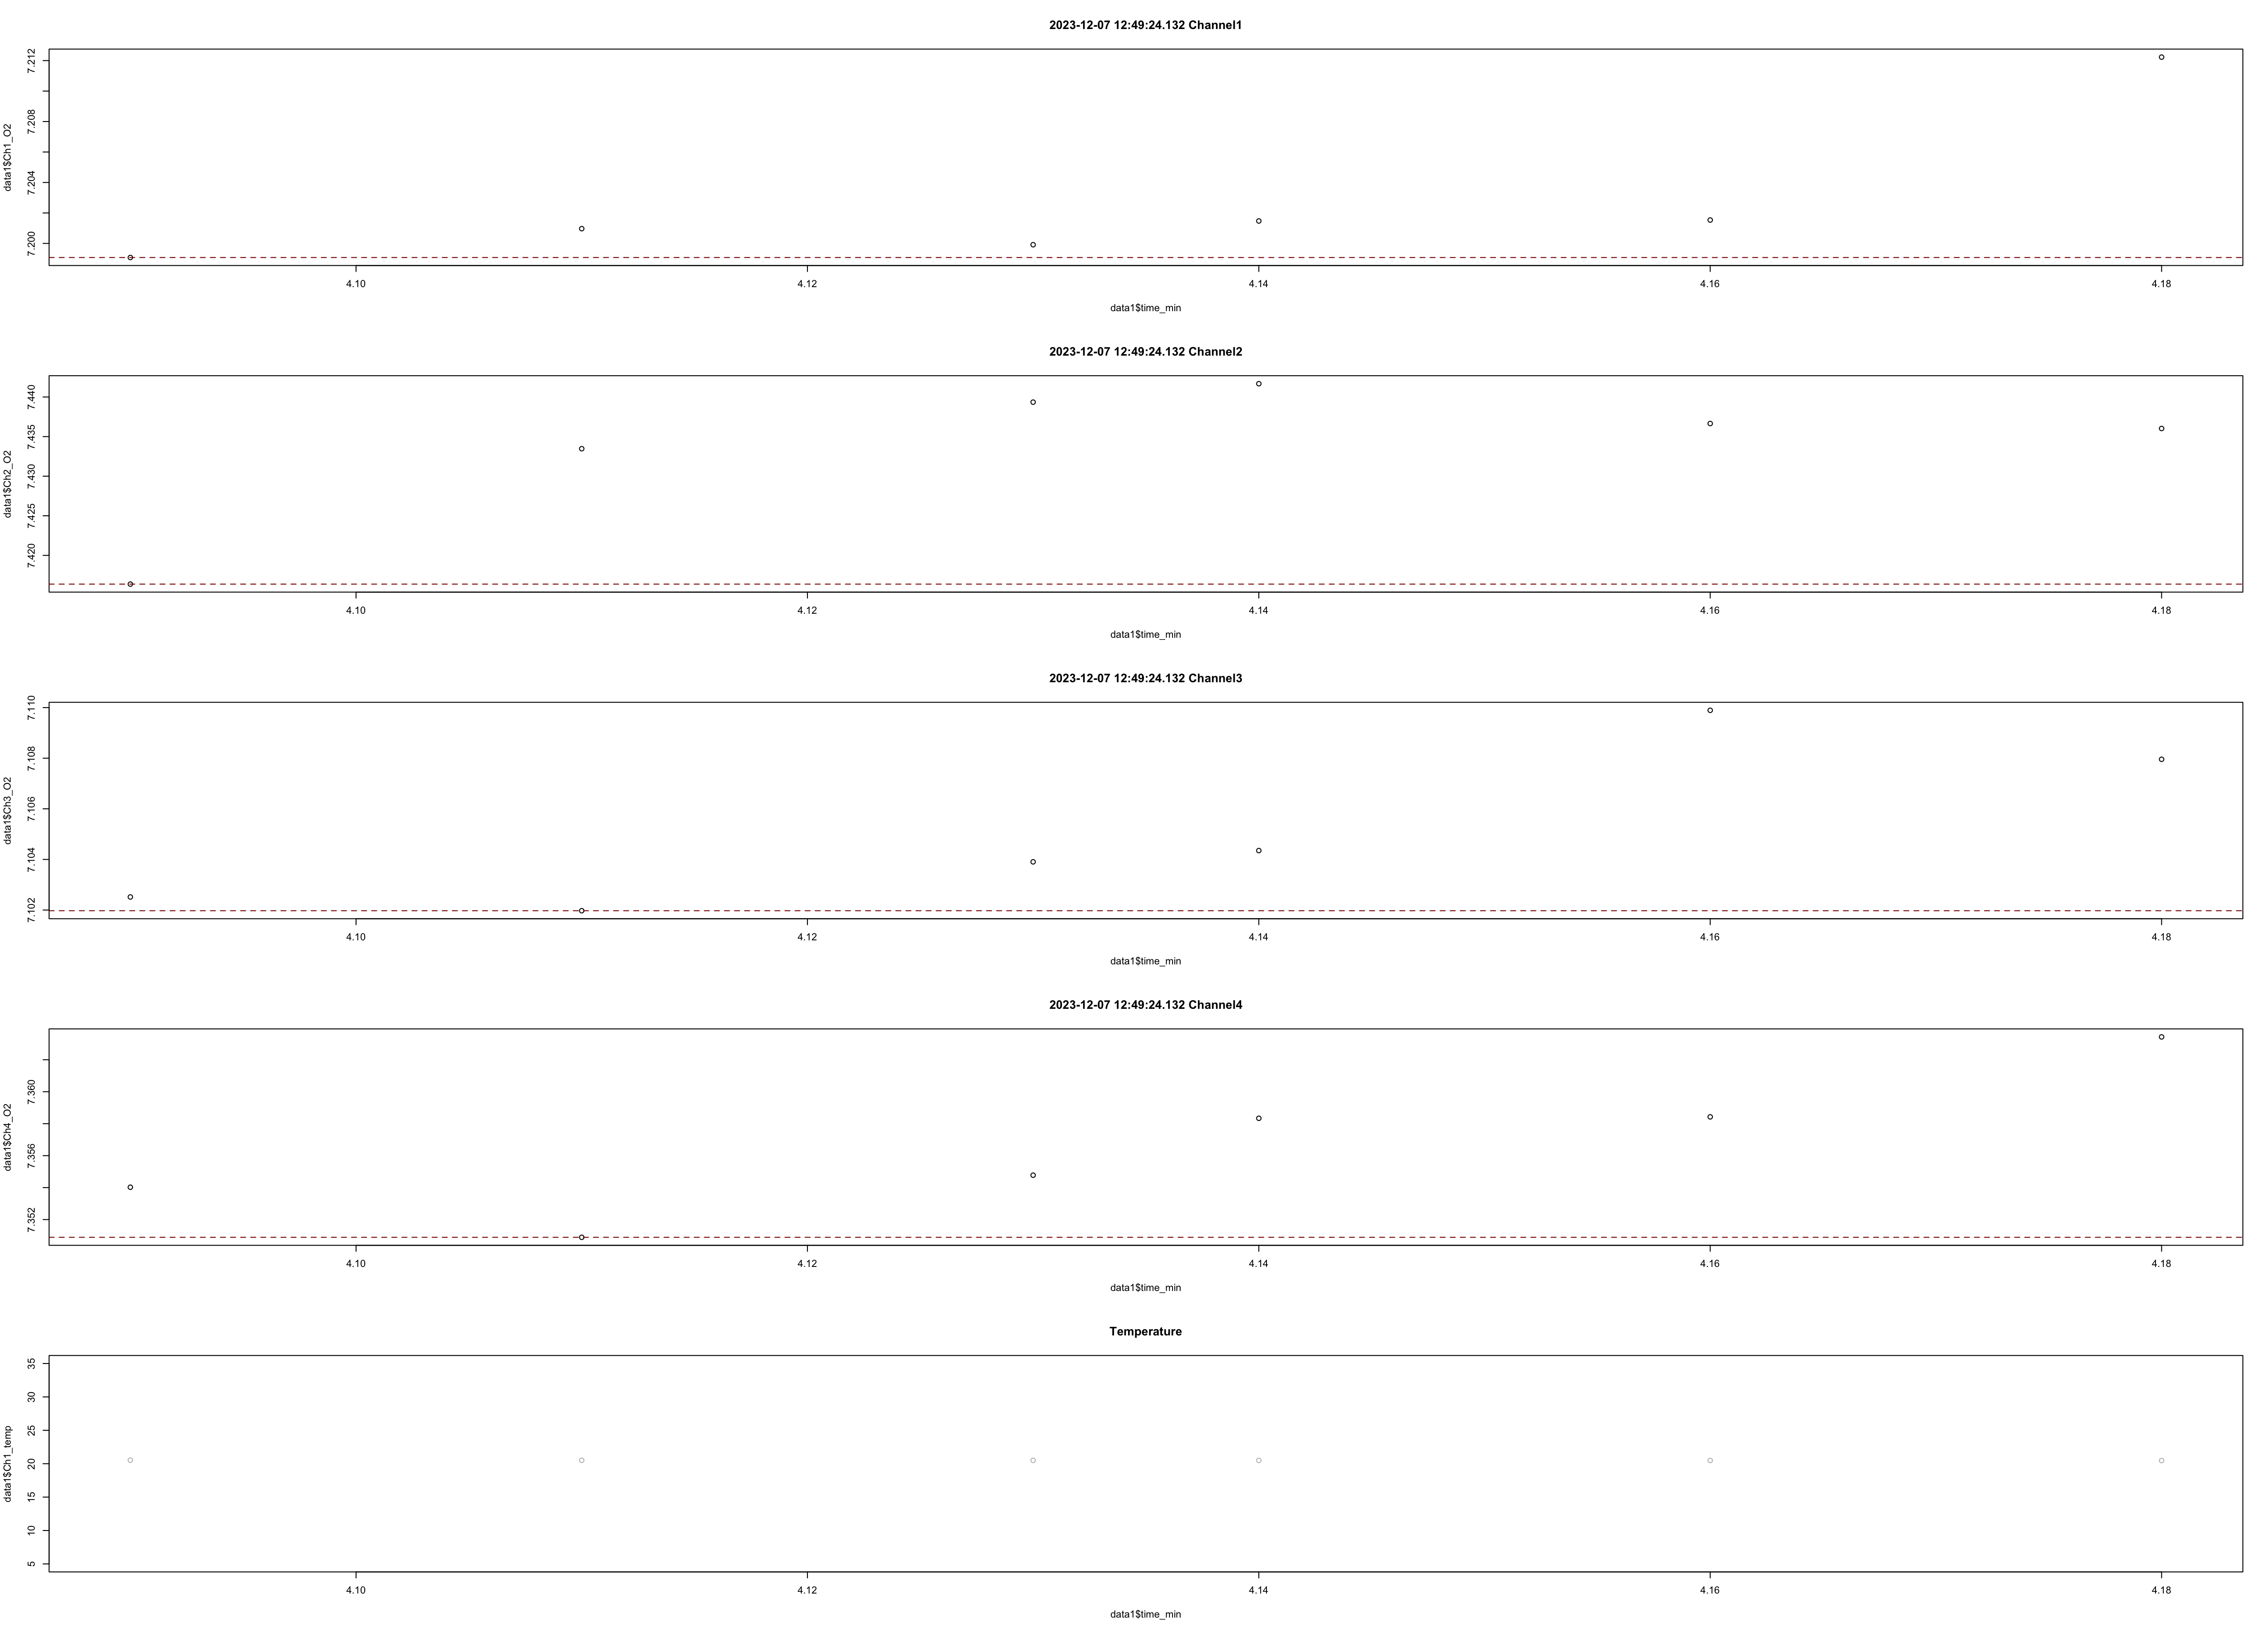 2023-12-07 12:49:24.132 Channel1
data1$Ch1_O2
7.212
7.208
7.204
7.200
4.10 4.12 4.14 4.16 4.18
data1$time_min
2023-12-07 12:49:24.132 Channel2
data1$Ch2_O2
7.440
7.435
7.430
7.425
7.420
4.10 4.12 4.14 4.16 4.18
data1$time_min
2023-12-07 12:49:24.132 Channel3
data1$Ch3_O2
7.110
7.108
7.106
7.104
7.102
4.10 4.12 4.14 4.16 4.18
data1$time_min
2023-12-07 12:49:24.132 Channel4
data1$Ch4_O2
7.360
7.356
7.352
4.10 4.12 4.14 4.16 4.18
data1$time_min
Temperature
data1$Ch1_temp
35
30
25
20
15
10
5
4.10 4.12 4.14 4.16 4.18
data1$time_min